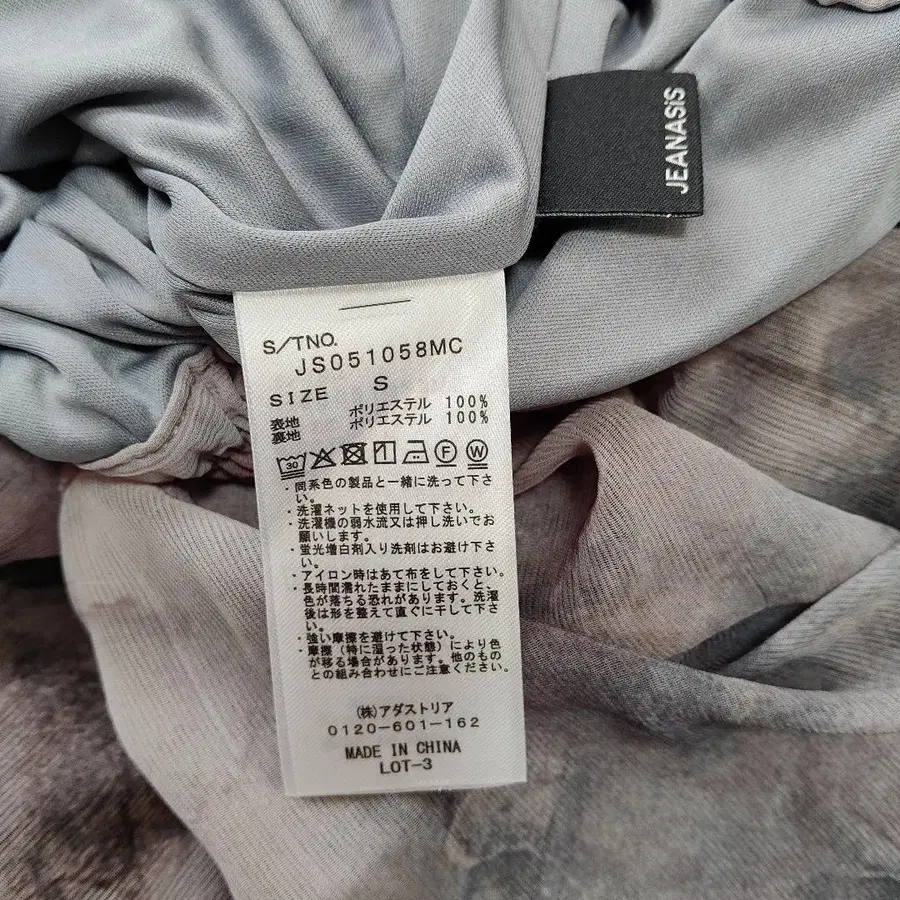 JEANASiS
S/TNO.
JS051058MC
SIZE S
表地 ポリエステル 100%
裏地 ポリエステル 100%
30 F W
・同系色の製品と一緒に洗って下さ
い。
・洗濯ネットを使用して下さい。
・洗濯機の弱水流又は押し洗いでお
願いします。
・蛍光増白剤入り洗剤はお避け下さ
い。
・アイロン時はあて布をして下さい。
・長時間濡れたままにしておくと、
色が落ちる恐れがあります。洗濯
後は形を整えて直ぐに干して下さ
い。
・強い摩擦を避けて下さい。
・摩擦（特に湿った状態）により色
が移る場合があります。他のもの
との組み合わせにご注意ください。
(株)アダストリア
0120-601-162
MADE IN CHINA
LOT-3